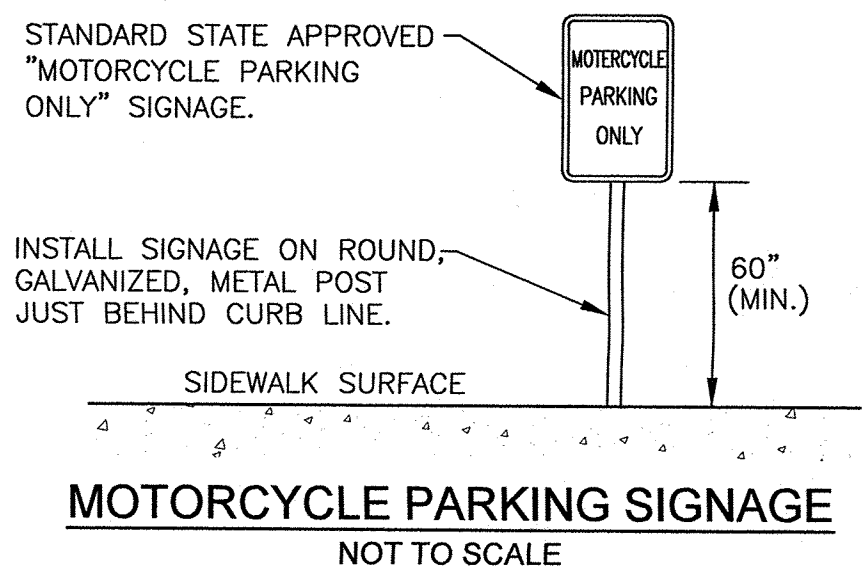 STANDARD STATE APPROVED
"MOTORCYCLE PARKING
ONLY" SIGNAGE.
MOTERCYCLE
PARKING
ONLY
INSTALL SIGNAGE ON ROUND,
GALVANIZED, METAL POST
JUST BEHIND CURB LINE.
60"
(MIN.)
SIDEWALK SURFACE
MOTORCYCLE PARKING SIGNAGE
NOT TO SCALE